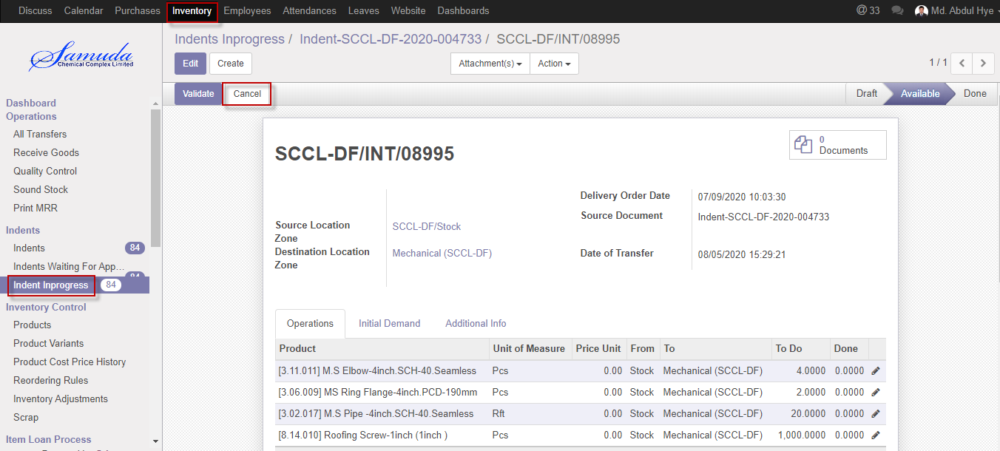 Discuss Calendar Purchases Inventory Employees Attendances Leaves Website Dashboards @ 33 Md. Abdul Hye
Samuda
Chemical Complex Limited
Dashboard
Operations
All Transfers
Receive Goods
Quality Control
Sound Stock
Print MRR
Indents
Indents 84
Indents Waiting For App... 84
Indent Inprogress 84
Inventory Control
Products
Product Variants
Product Cost Price History
Reordering Rules
Inventory Adjustments
Scrap
Item Loan Process
Indents Inprogress / Indent-SCCL-DF-2020-004733 / SCCL-DF/INT/08995
Edit Create Attachment(s) Action 1 / 1
Validate Cancel Draft Available Done
0
Documents
SCCL-DF/INT/08995
Source Location
Zone
SCCL-DF/Stock
Destination Location
Zone
Mechanical (SCCL-DF)
Delivery Order Date 07/09/2020 10:03:30
Source Document Indent-SCCL-DF-2020-004733
Date of Transfer 08/05/2020 15:29:21
Operations Initial Demand Additional Info
Product Unit of Measure Price Unit From To To Do Done
[3.11.011] M.S Elbow-4inch.SCH-40.Seamless Pcs 0.00 Stock Mechanical (SCCL-DF) 4.0000 0.0000
[3.06.009] MS Ring Flange-4inch.PCD-190mm Pcs 0.00 Stock Mechanical (SCCL-DF) 2.0000 0.0000
[3.02.017] M.S Pipe -4inch.SCH-40.Seamless Rft 0.00 Stock Mechanical (SCCL-DF) 20.0000 0.0000
[8.14.010] Roofing Screw-1inch (1inch ) Pcs 0.00 Stock Mechanical (SCCL-DF) 1,000.0000 0.0000